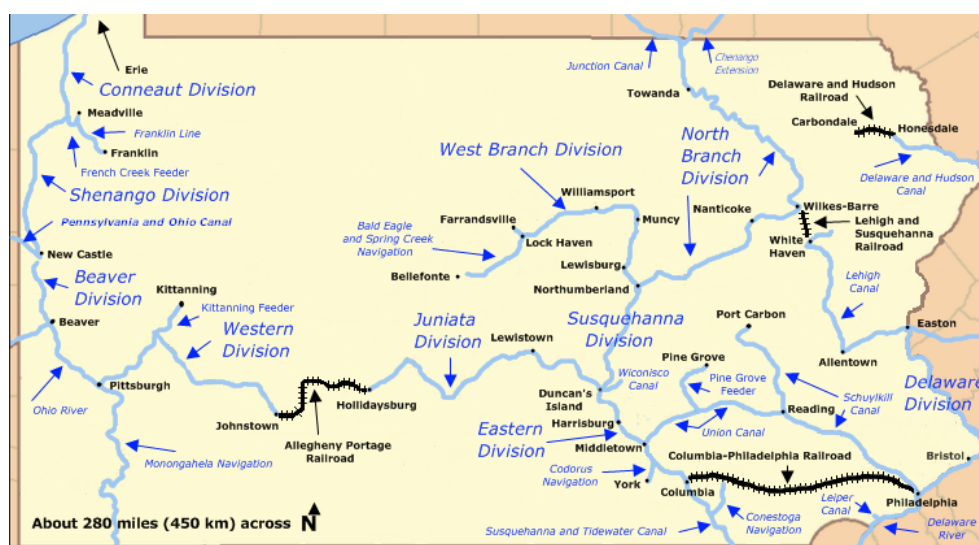 Erie
Conneaut Division
Meadville
Franklin Line
Franklin
French Creek Feeder
Shenango Division
Pennsylvania and Ohio Canal
New Castle
Beaver
Division
Beaver
Kittanning
Kittanning Feeder
Western
Division
Pittsburgh
Ohio River
Monongahela Navigation
Johnstown
Allegheny Portage
Railroad
Hollidaysburg
Juniata
Division
Lewistown
West Branch Division
Williamsport
Farrandsville
Bald Eagle
and Spring Creek
Navigation
Lock Haven
Bellefonte
Muncy
Lewisburg
Northumberland
Junction Canal
Chenango
Extension
Towanda
North
Branch
Division
Nanticoke
Wilkes-Barre
Delaware and Hudson
Railroad
Carbondale
Honesdale
Delaware and Hudson
Canal
Lehigh and
Susquehanna
Railroad
White
Haven
Lehigh
Canal
Easton
Allentown
Susquehanna
Division
Port Carbon
Pine Grove
Wiconisco
Canal
Pine Grove
Feeder
Duncan's
Island
Harrisburg
Eastern
Division
Middletown
Union Canal
Reading
Schuylkill
Canal
Delaware
Division
Bristol
Codorus
Navigation
York
Columbia-Philadelphia Railroad
Columbia
Philadelphia
Leiper
Canal
Delaware
River
Conestoga
Navigation
Susquehanna and Tidewater Canal
About 280 miles (450 km) across
N